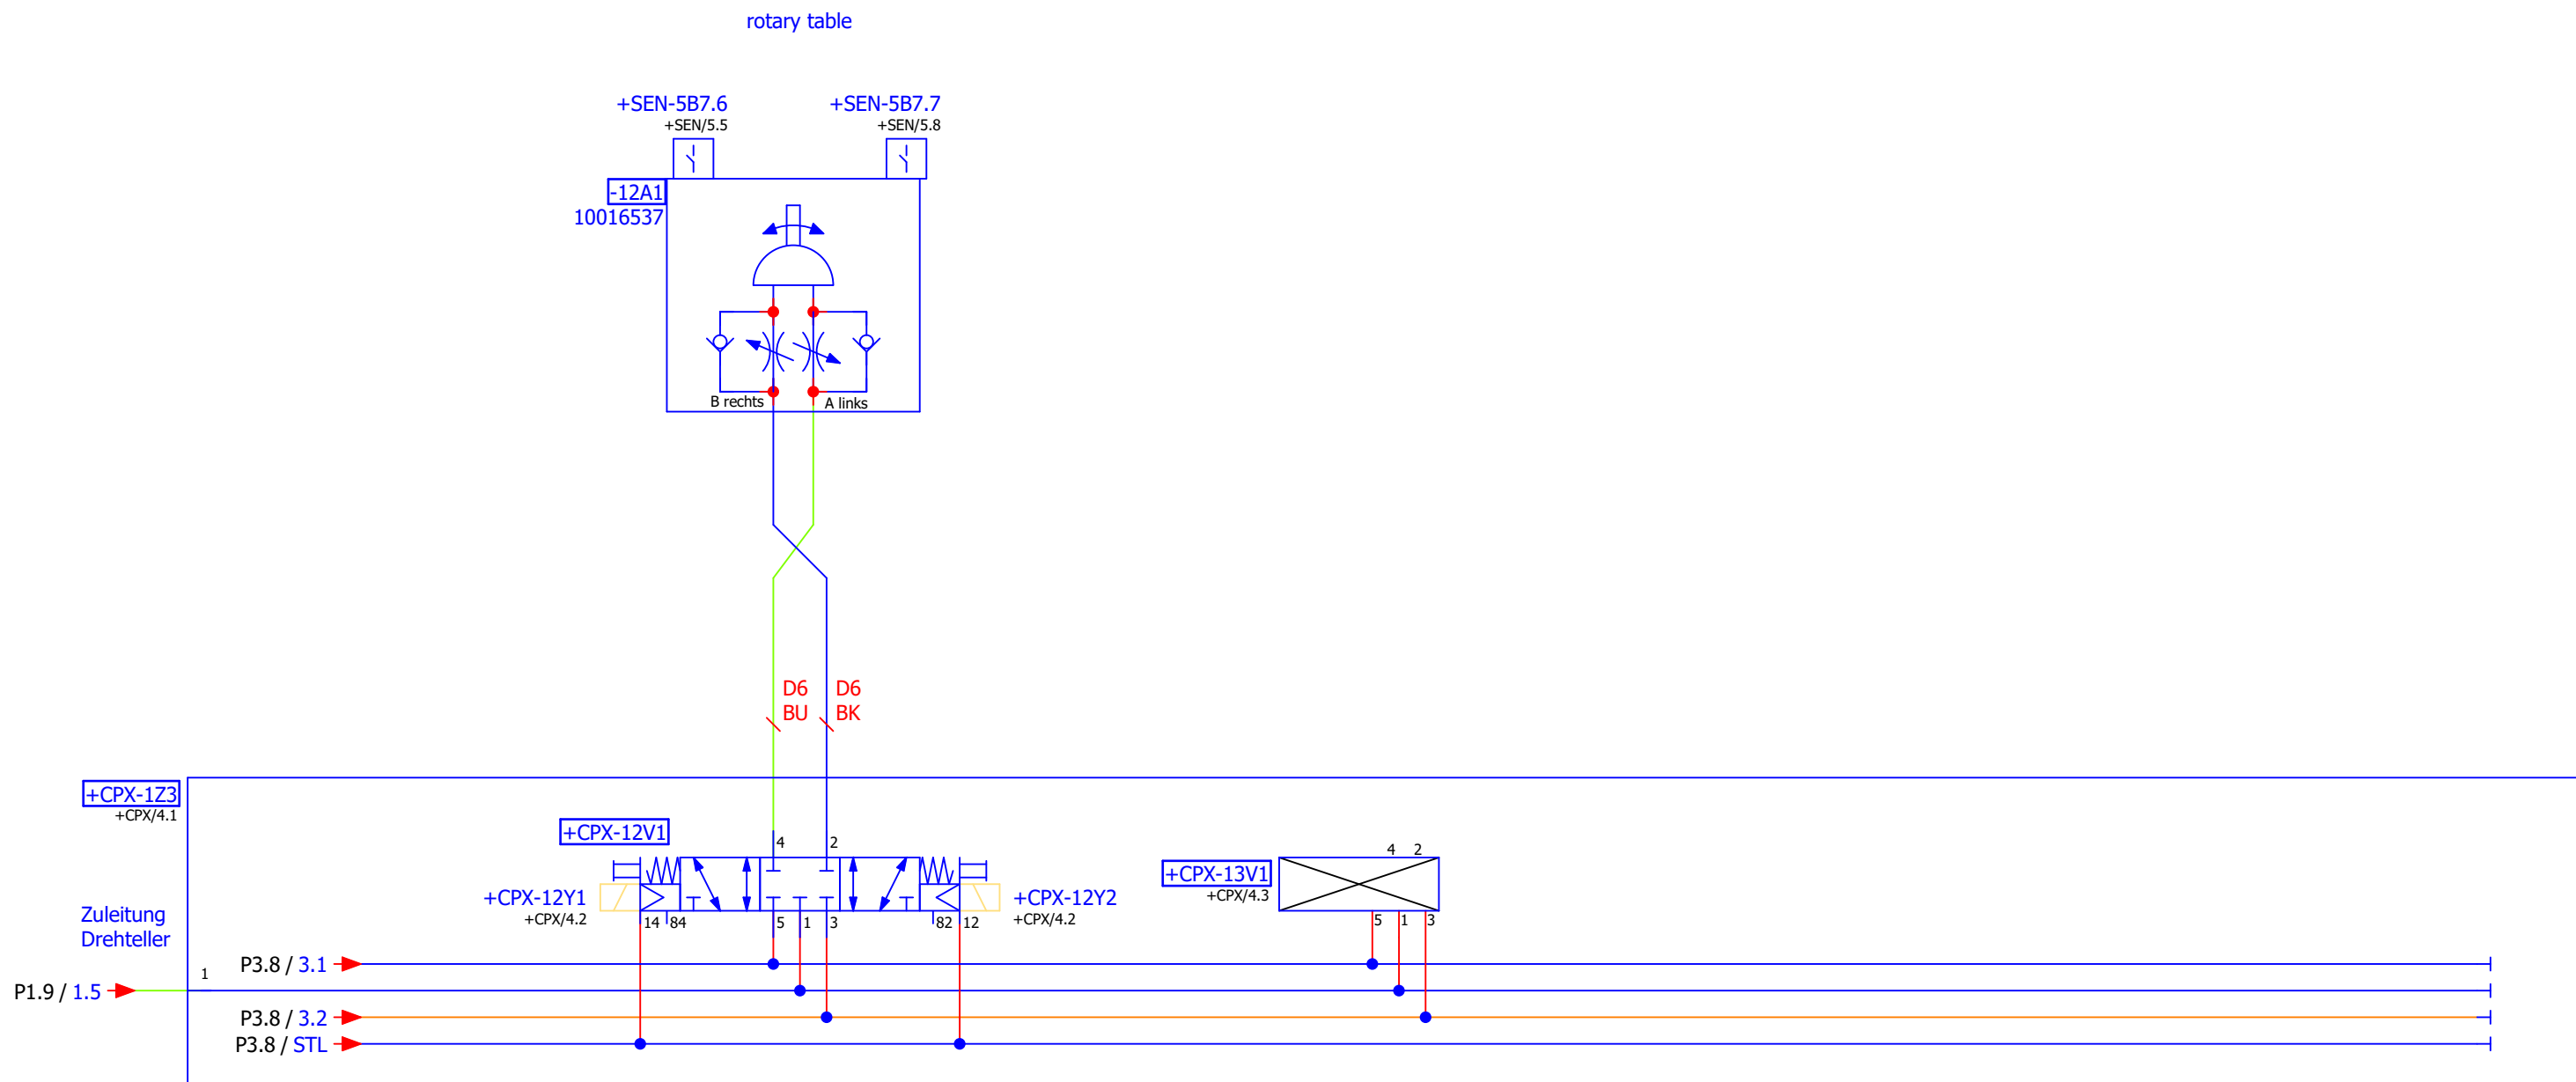 rotary table
+SEN-5B7.6
+SEN/5.5
+SEN-5B7.7
+SEN/5.8
-12A1
10016537
B rechts
A links
D6
BU
D6
BK
+CPX-1Z3
+CPX/4.1
+CPX-12V1
4
2
+CPX-12Y1
+CPX/4.2
14
84
5
1
3
82
12
+CPX-12Y2
+CPX/4.2
+CPX-13V1
+CPX/4.3
4
2
5
1
3
Zuleitung
Drehteller
P3.8 / 3.1
1
P1.9 / 1.5
P3.8 / 3.2
P3.8 / STL